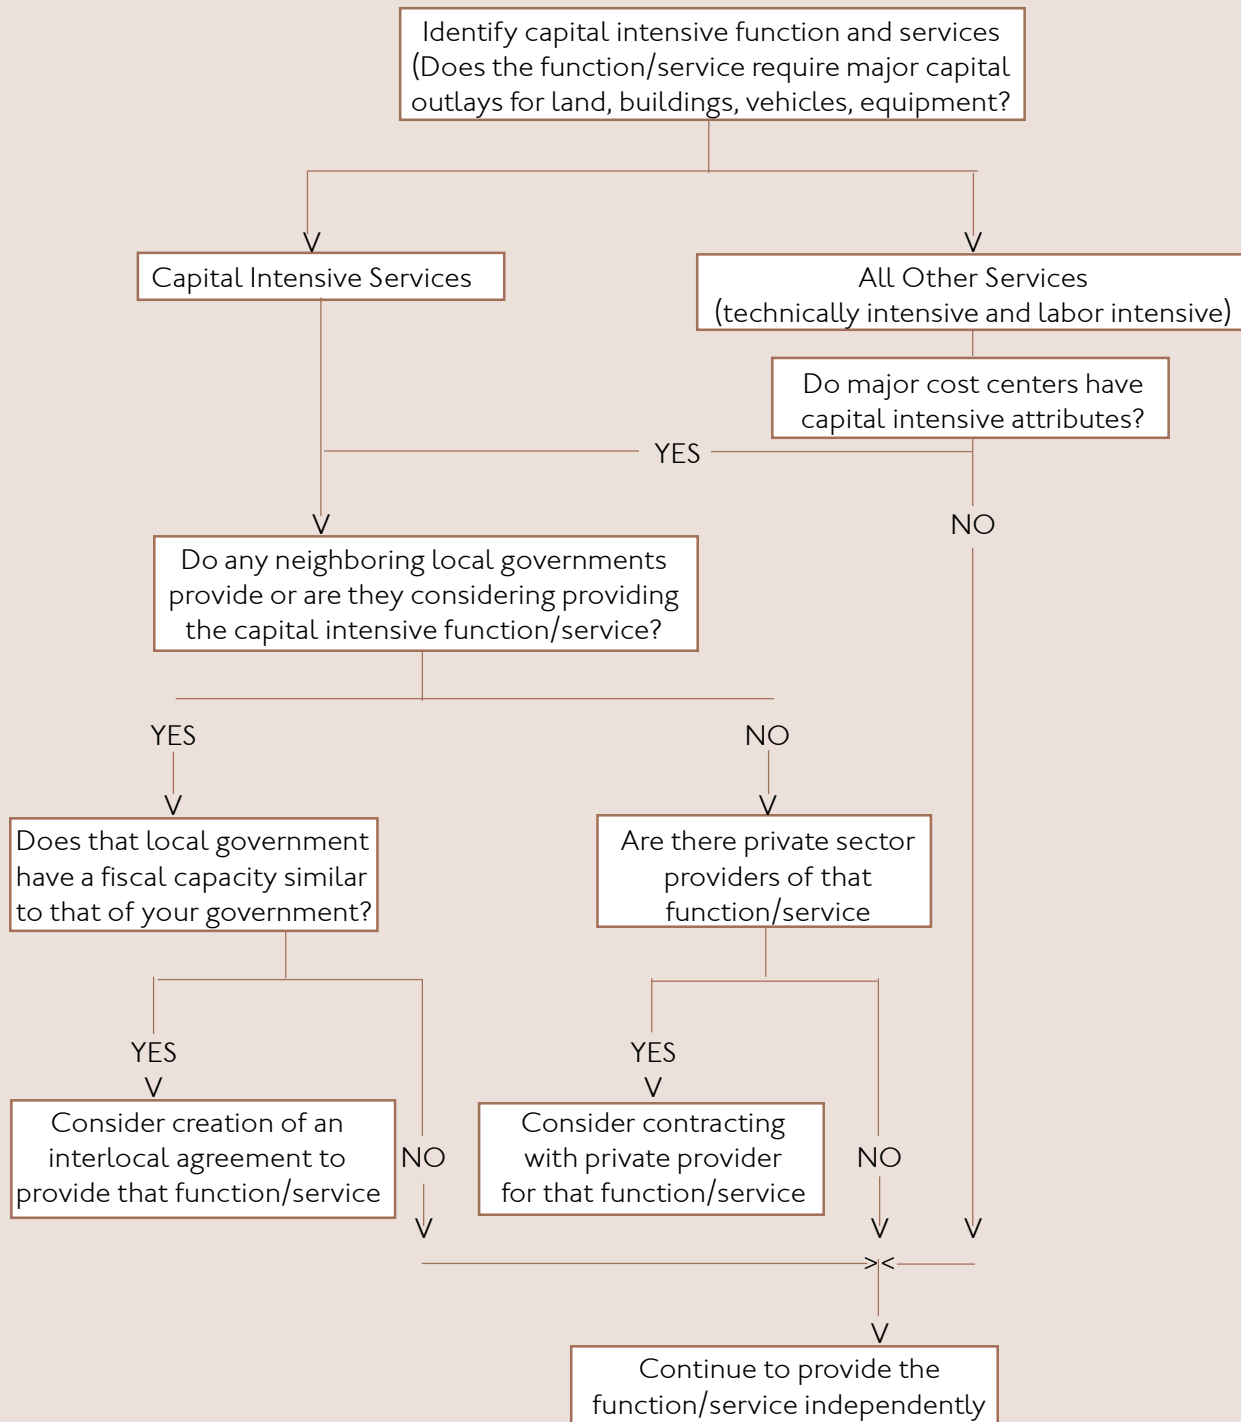 Identify capital intensive function and services
(Does the function/service require major capital
outlays for land, buildings, vehicles, equipment?
Capital Intensive Services
All Other Services
(technically intensive and labor intensive)
Do major cost centers have
capital intensive attributes?
YES
NO
Do any neighboring local governments
provide or are they considering providing
the capital intensive function/service?
YES
NO
Does that local government
have a fiscal capacity similar
to that of your government?
Are there private sector
providers of that
function/service
YES
YES
Consider creation of an
interlocal agreement to
provide that function/service
NO
Consider contracting
with private provider
for that function/service
NO
Continue to provide the
function/service independently